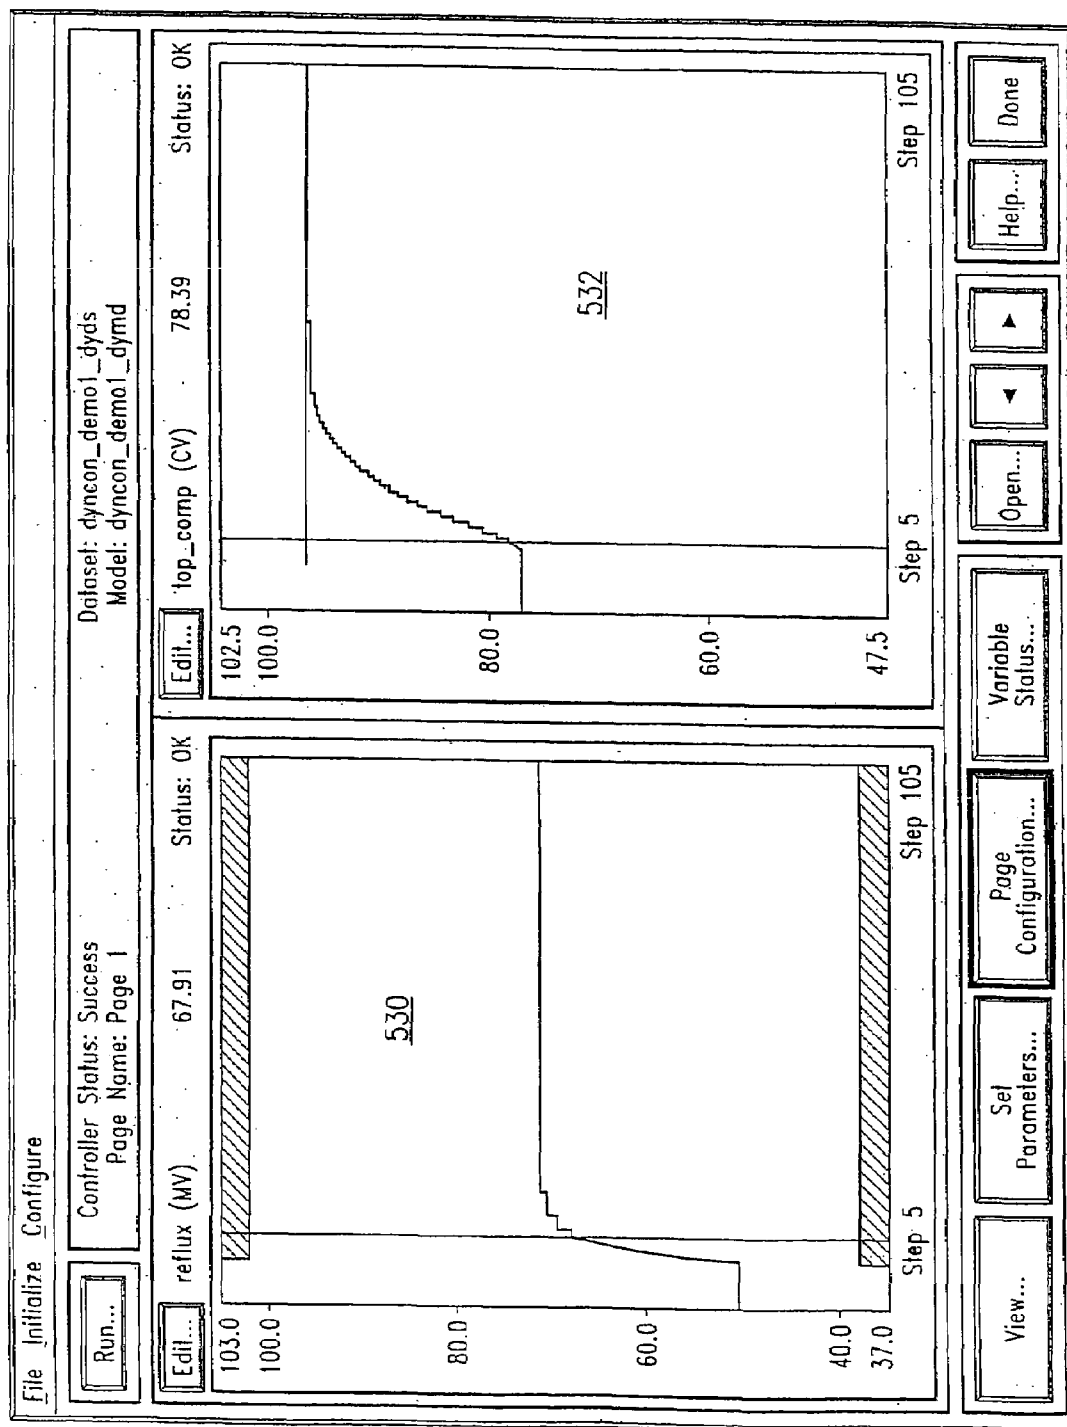 File Initialize Configure
Run...
Controller Status: Success
Page Name: Page 1
Dataset: dyncon_demo1_dyds
Model: dyncon_demo1_dymd
Edit...
reflux (MV)
67.91
Status: OK
103.0
100.0
80.0
60.0
40.0
37.0
530
Step 5
Step 105
Edit...
top_comp (CV)
78.39
Status: OK
102.5
100.0
80.0
60.0
47.5
532
Step 5
Step 105
View...
Set
Parameters...
Page
Configuration...
Variable
Status...
Open...
Help...
Done